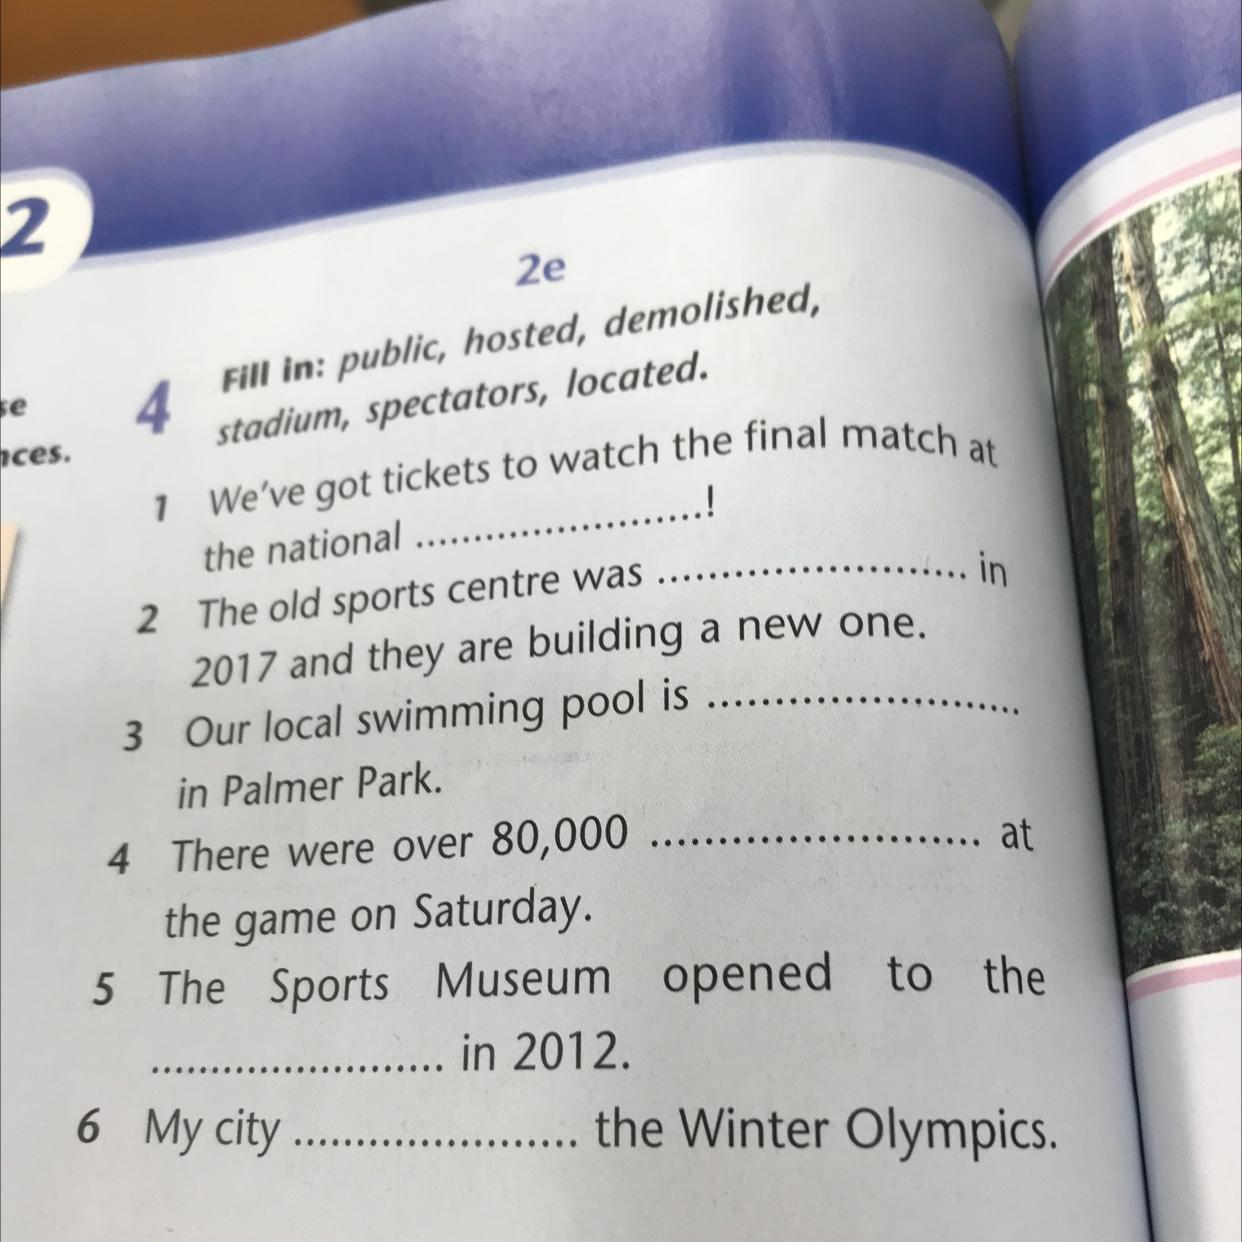 2
2e
se
nces.
4 Fill in: public, hosted, demolished,
stadium, spectators, located.
1 We've got tickets to watch the final match at
the national ........................!
2 The old sports centre was ........................ in
2017 and they are building a new one.
3 Our local swimming pool is ........................
in Palmer Park.
4 There were over 80,000 ........................ at
the game on Saturday.
5 The Sports Museum opened to the
........................ in 2012.
6 My city ........................ the Winter Olympics.